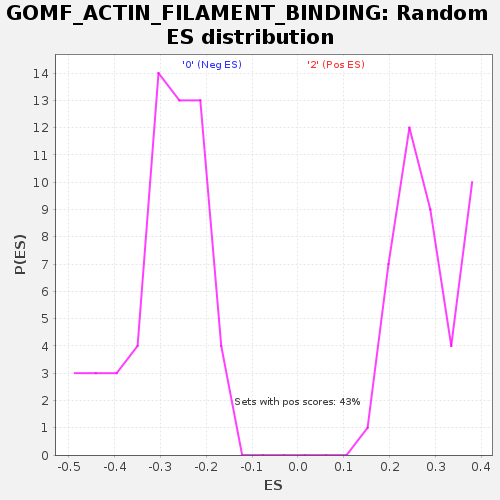 GOMF_ACTIN_FILAMENT_BINDING: Random
ES distribution
'0' (Neg ES)
'2' (Pos ES)
14
13
12
11
10
9
8
7
6
5
4
3
2
1
0
P(ES)
Sets with pos scores: 43%
-0.5 -0.4 -0.3 -0.2 -0.1 0.0 0.1 0.2 0.3 0.4
ES